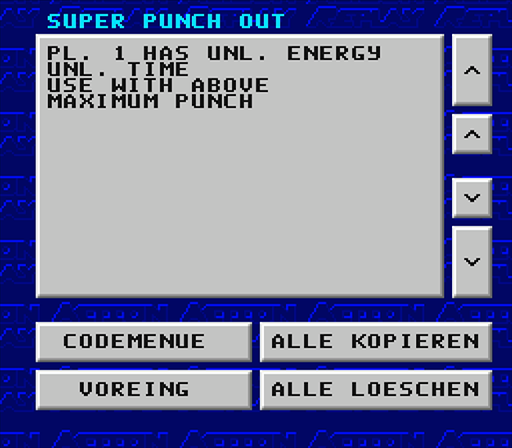 SUPER PUNCH OUT
PL. 1 HAS UNL. ENERGY
UNL. TIME
USE WITH ABOVE
MAXIMUM PUNCH
CODEMENUE
ALLE KOPIEREN
VOREING
ALLE LOESCHEN